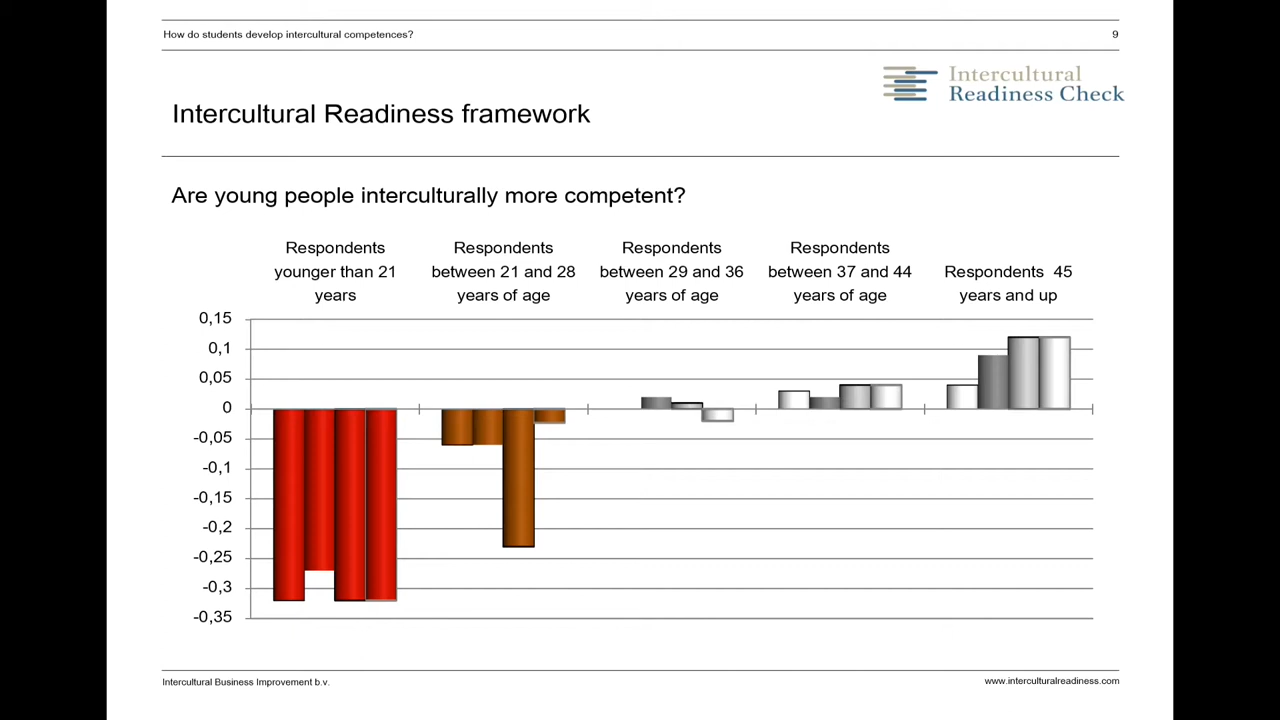 How do students develop intercultural competences?
9
Intercultural
Readiness Check
Intercultural Readiness framework
Are young people interculturally more competent?
Respondents
younger than 21
years
Respondents
between 21 and 28
years of age
Respondents
between 29 and 36
years of age
Respondents
between 37 and 44
years of age
Respondents 45
years and up
0,15
0,1
0,05
0
-0,05
-0,1
-0,15
-0,2
-0,25
-0,3
-0,35
Intercultural Business Improvement b.v.
www.interculturalreadiness.com